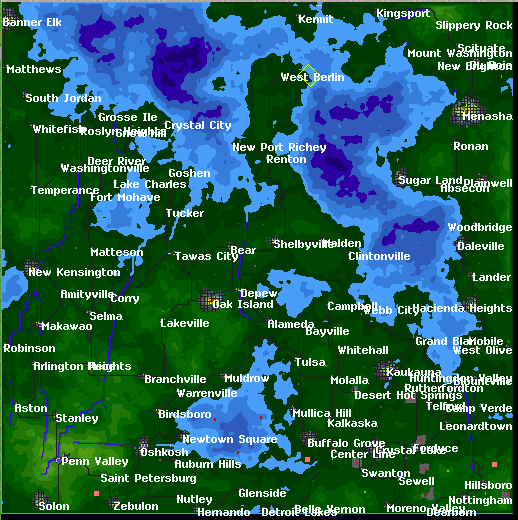 Kingsport
Kermit
Banner Elk
Slippery Rock
Scituate
Mount Washington
Matthews
West Berlin
South Jordan
Menasha
Grosse Ile
Crystal City
Whitefish
Roslyn Heights
New Port Richey
Ronan
Deer River
Renton
Washingtonville
Goshen
Sugar Land
Plainwell
Lake Charles
Absecon
Temperance
Fort Mohave
Tucker
Woodbridge
Shelbyville
Malden
Daleville
Matteson
Bear
Tawas City
Clintonville
New Kensington
Lander
Amityville
Corry
Depew
Oak Island
Campbell
Webb City
Hacienda Heights
Selma
Makawao
Lakeville
Alameda
Bayville
Grand Blanc
Mobile
Robinson
Whitehall
West Olive
Arlington Heights
Tulsa
Kaukauna
Branchville
Muldrow
Molalla
Huntingdon Valley
Rutherfordton
Warrenville
Desert Hot Springs
Aston
Birdsboro
Mullica Hill
Telford
Camp Verde
Stanley
Kalkaska
Leonardtown
Newtown Square
Buffalo Grove
Oshkosh
Center Line
Crystal Lake
Penn Valley
Auburn Hills
Saint Petersburg
Swanton
Sewell
Hillsboro
Glenside
Solon
Zebulon
Nutley
Nottingham
Hernando
Detroit Lakes
Belle Vernon
Moreno Valley
Dearborn